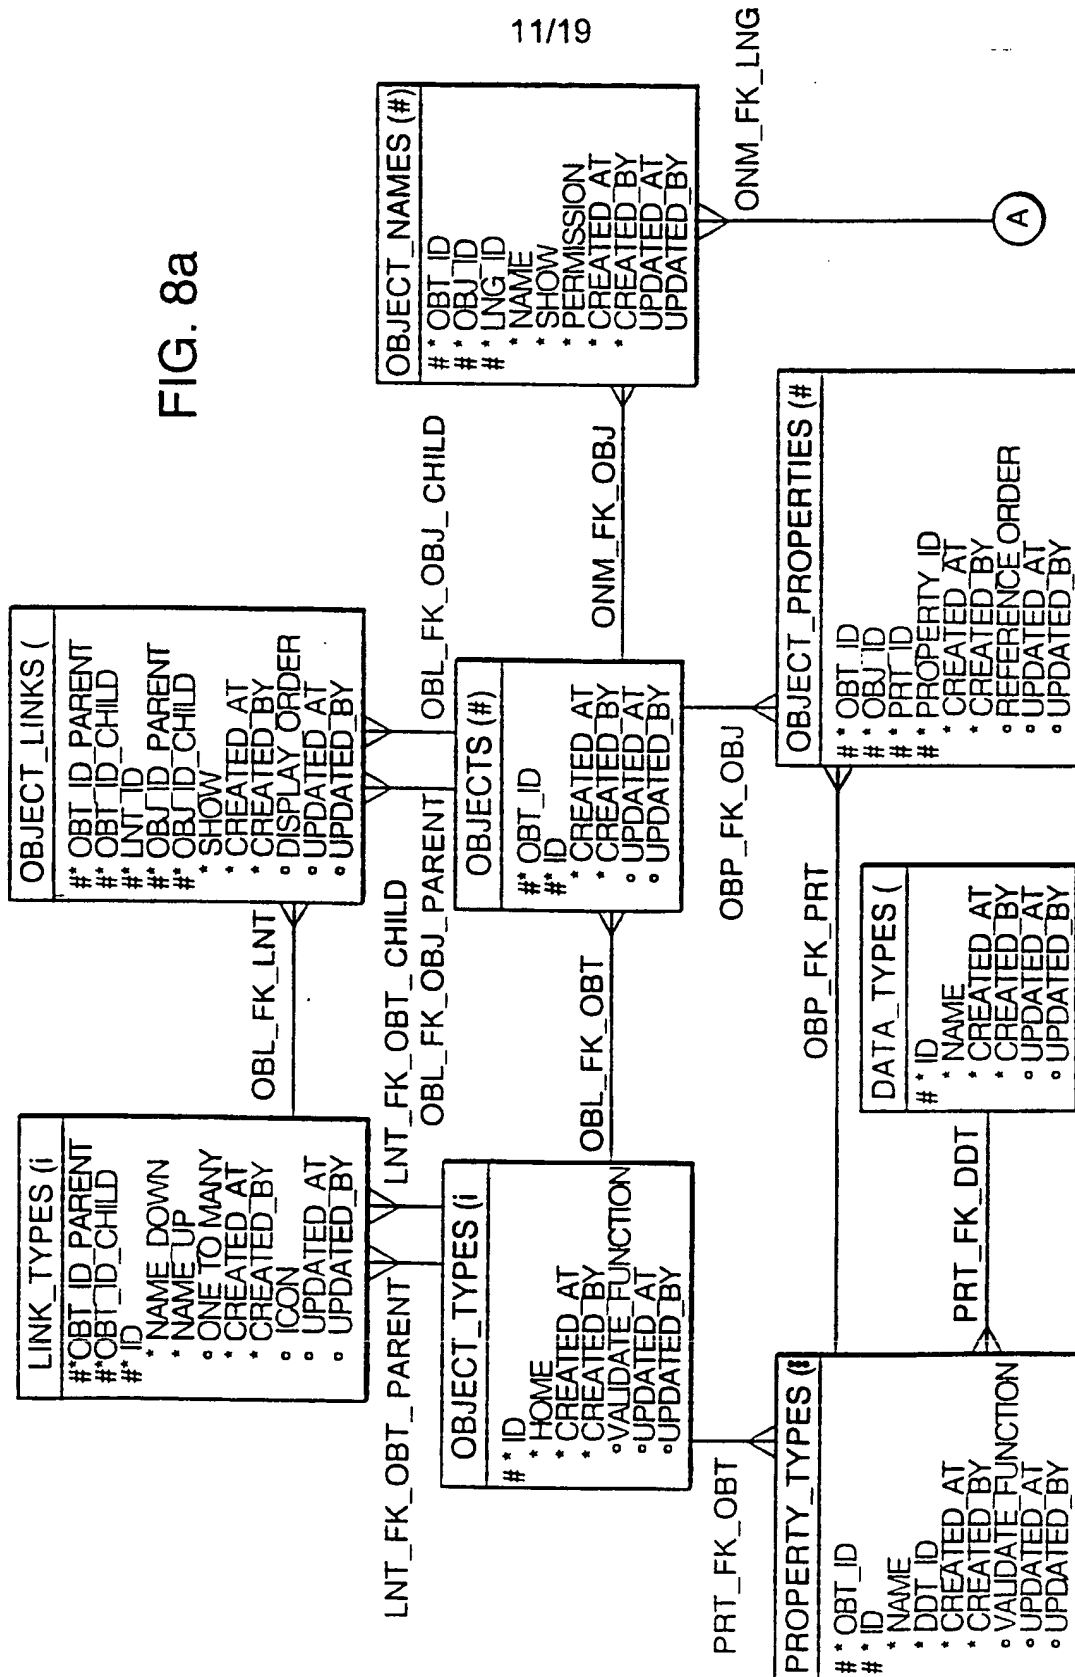 11/19
FIG. 8a
LINK_TYPES (i
#*OBT_ID_PARENT
#*OBT_ID_CHILD
#*ID
* NAME_DOWN
* NAME_UP
o ONE TO MANY
* CREATED_AT
* CREATED_BY
o ICON
o UPDATED_AT
o UPDATED_BY
OBL_FK_LNT
OBJECT_LINKS (
#* OBT_ID_PARENT
#* OBT_ID_CHILD
#* LNT_ID
#* OBJ_ID_PARENT
#* OBJ_ID_CHILD
* SHOW
* CREATED_AT
* CREATED_BY
o DISPLAY_ORDER
o UPDATED_AT
o UPDATED_BY
LNT_FK_OBT_PARENT
LNT_FK_OBT_CHILD
OBL_FK_OBJ_PARENT
OBL_FK_OBJ_CHILD
OBJECT_TYPES (i
# * ID
* HOME
* CREATED_AT
* CREATED_BY
o VALIDATE_FUNCTION
o UPDATED_AT
o UPDATED_BY
OBL_FK_OBT
OBJECTS (#)
#* OBT_ID
#* ID
* CREATED_AT
* CREATED_BY
o UPDATED_AT
o UPDATED_BY
ONM_FK_OBJ
OBJECT_NAMES (#)
# * OBT_ID
# * OBJ_ID
# * LNG_ID
* NAME
* SHOW
* PERMISSION
* CREATED_AT
* CREATED_BY
UPDATED_AT
UPDATED_BY
ONM_FK_LNG
A
PRT_FK_OBT
OBP_FK_OBJ
OBP_FK_PRT
PRT_FK_DDT
PROPERTY_TYPES (
# * OBT_ID
# * ID
* NAME
* DDT_ID
* CREATED_AT
* CREATED_BY
o VALIDATE_FUNCTION
o UPDATED_AT
o UPDATED_BY
DATA_TYPES (
# * ID
* NAME
* CREATED_AT
* CREATED_BY
o UPDATED_AT
o UPDATED_BY
OBJECT_PROPERTIES (#
# * OBT_ID
# * OBJ_ID
# * PRT_ID
# * PROPERTY_ID
* CREATED_AT
* CREATED_BY
o REFERENCE_ORDER
o UPDATED_AT
o UPDATED_BY